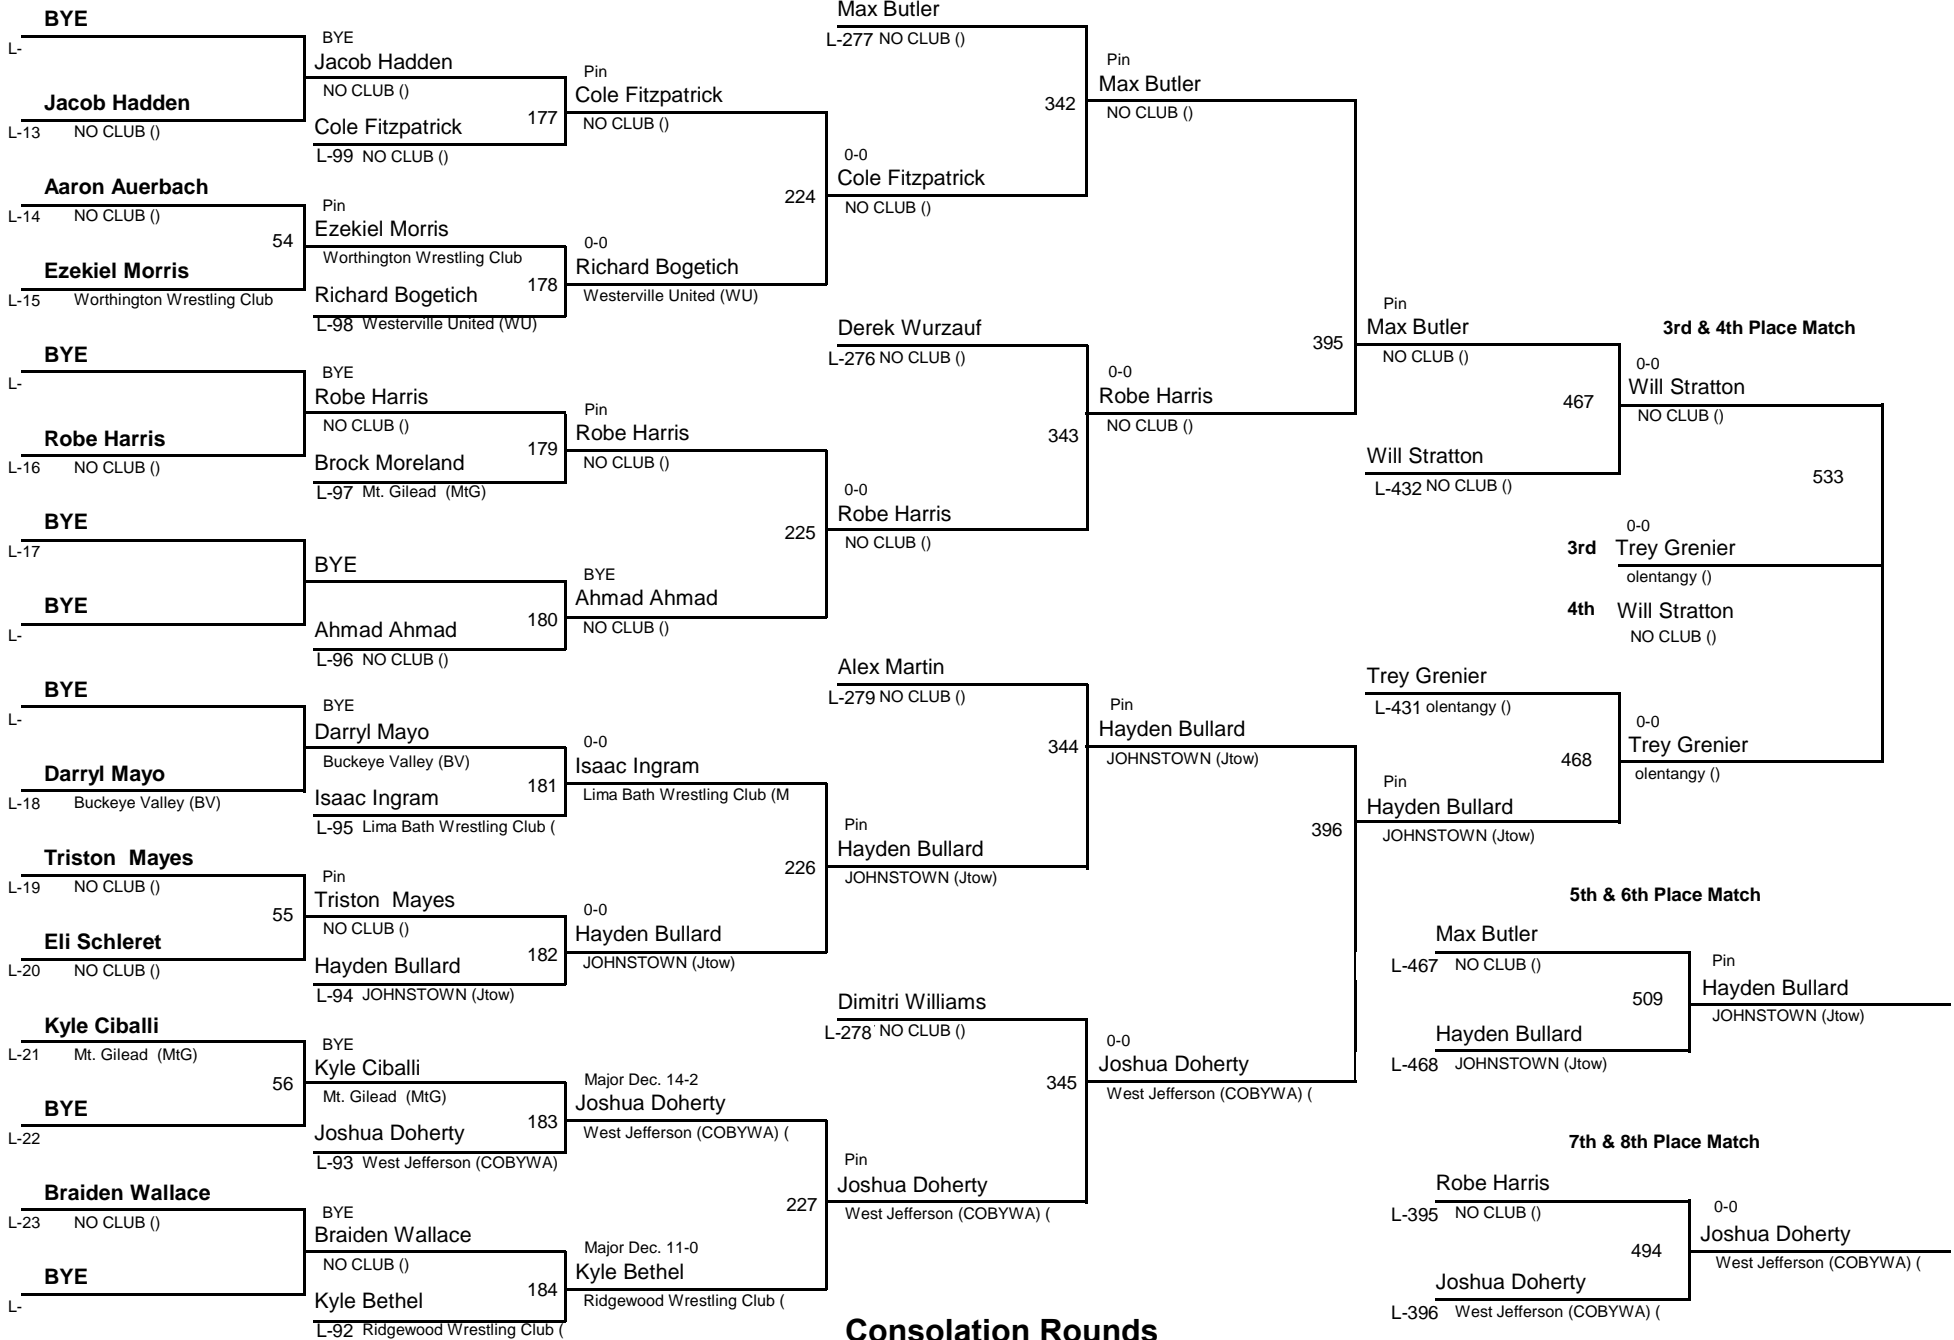 BYE
L-
Jacob Hadden
L-13 NO CLUB ()
Aaron Auerbach
L-14 NO CLUB ()
54
Ezekiel Morris
L-15 Worthington Wrestling Club
BYE
L-
Robe Harris
L-16 NO CLUB ()
BYE
L-17
BYE
L-
BYE
L-
Darryl Mayo
L-18 Buckeye Valley (BV)
Triston Mayes
L-19 NO CLUB ()
55
Eli Schleret
L-20 NO CLUB ()
Kyle Ciballi
L-21 Mt. Gilead (MtG)
56
BYE
L-22
Braiden Wallace
L-23 NO CLUB ()
BYE
L-
BYE
Jacob Hadden
NO CLUB ()
177
Cole Fitzpatrick
L-99 NO CLUB ()
Pin
Ezekiel Morris
Worthington Wrestling Club
178
Richard Bogetich
L-98 Westerville United (WU)
BYE
Robe Harris
NO CLUB ()
179
Brock Moreland
L-97 Mt. Gilead (MtG)
BYE
180
Ahmad Ahmad
L-96 NO CLUB ()
BYE
Darryl Mayo
Buckeye Valley (BV)
181
Isaac Ingram
L-95 Lima Bath Wrestling Club (
Pin
Triston Mayes
NO CLUB ()
182
Hayden Bullard
L-94 JOHNSTOWN (Jtow)
BYE
Kyle Ciballi
Mt. Gilead (MtG)
183
Joshua Doherty
L-93 West Jefferson (COBYWA)
BYE
Braiden Wallace
NO CLUB ()
184
Kyle Bethel
L-92 Ridgewood Wrestling Club (
Pin
Cole Fitzpatrick
NO CLUB ()
224
0-0
Richard Bogetich
Westerville United (WU)
Pin
Robe Harris
NO CLUB ()
225
BYE
Ahmad Ahmad
NO CLUB ()
0-0
Isaac Ingram
Lima Bath Wrestling Club (M
226
0-0
Hayden Bullard
JOHNSTOWN (Jtow)
Major Dec. 14-2
Joshua Doherty
West Jefferson (COBYWA) (
227
Major Dec. 11-0
Kyle Bethel
Ridgewood Wrestling Club (
Max Butler
L-277 NO CLUB ()
342
0-0
Cole Fitzpatrick
NO CLUB ()
Derek Wurzauf
L-276 NO CLUB ()
343
0-0
Robe Harris
NO CLUB ()
Alex Martin
L-279 NO CLUB ()
344
Pin
Hayden Bullard
JOHNSTOWN (Jtow)
Dimitri Williams
L-278 NO CLUB ()
345
Pin
Joshua Doherty
West Jefferson (COBYWA) (
Pin
Max Butler
NO CLUB ()
395
0-0
Robe Harris
NO CLUB ()
Pin
Hayden Bullard
JOHNSTOWN (Jtow)
396
0-0
Joshua Doherty
West Jefferson (COBYWA) (
Pin
Max Butler
NO CLUB ()
467
Will Stratton
L-432 NO CLUB ()
Trey Grenier
L-431 olentangy ()
468
Pin
Hayden Bullard
JOHNSTOWN (Jtow)
3rd & 4th Place Match
0-0
Will Stratton
NO CLUB ()
533
0-0
3rd Trey Grenier
olentangy ()
4th Will Stratton
NO CLUB ()
0-0
Trey Grenier
olentangy ()
5th & 6th Place Match
Max Butler
L-467 NO CLUB ()
509
Hayden Bullard
L-468 JOHNSTOWN (Jtow)
Pin
Hayden Bullard
JOHNSTOWN (Jtow)
7th & 8th Place Match
Robe Harris
L-395 NO CLUB ()
494
Joshua Doherty
L-396 West Jefferson (COBYWA) (
0-0
Joshua Doherty
West Jefferson (COBYWA) (
Consolation Rounds